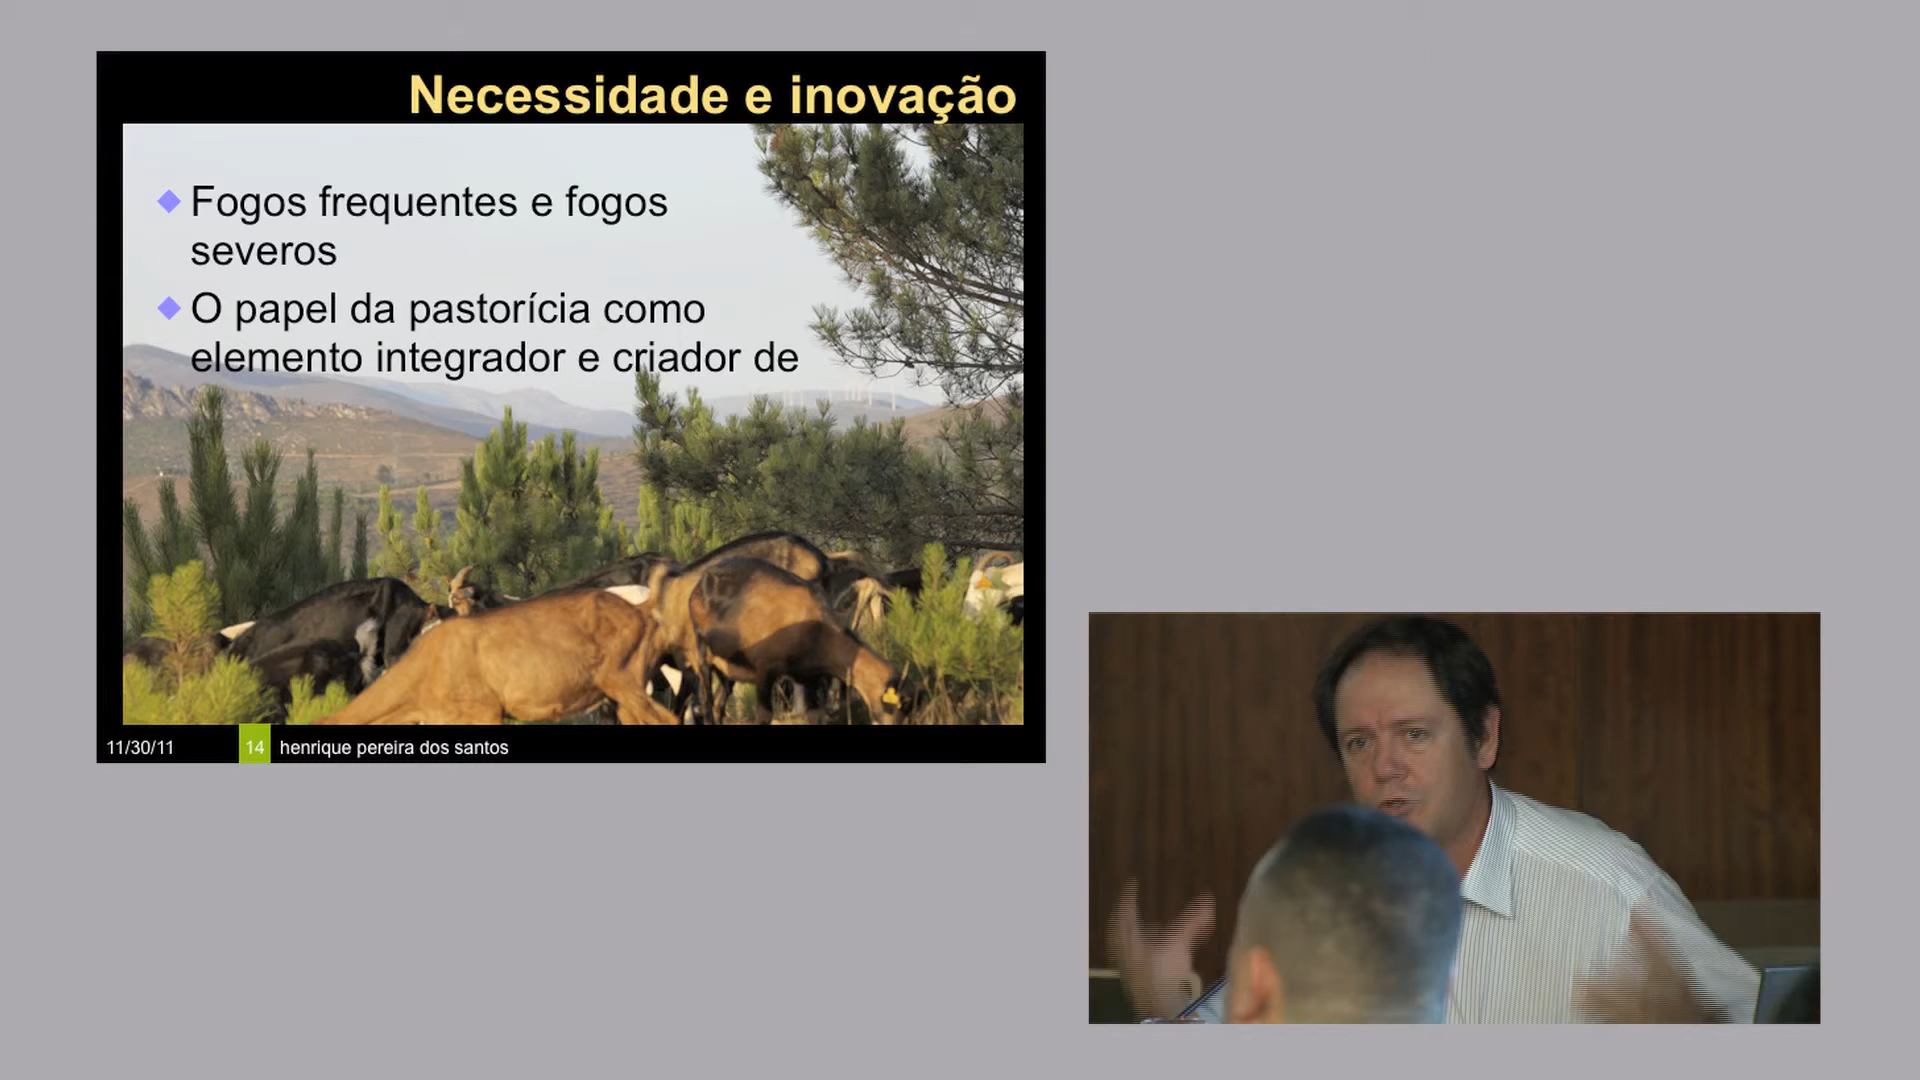 Necessidade e inovação
Fogos frequentes e fogos
severos
O papel da pastorícia como
elemento integrador e criador de
11/30/11
14
henrique pereira dos santos